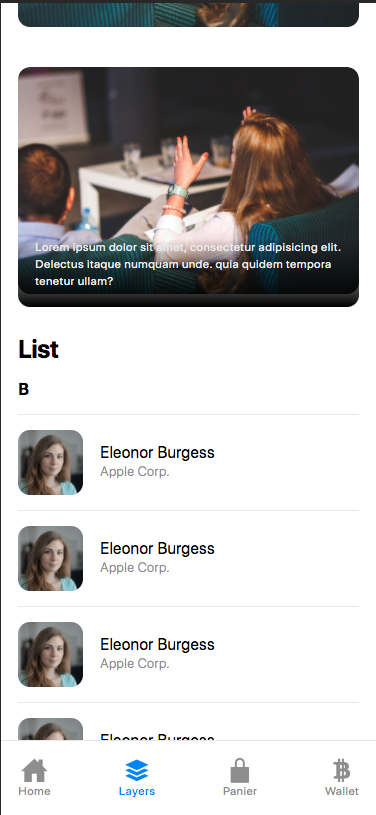 Lorem ipsum dolor sit amet, consectetur adipisicing elit.
Delectus itaque numquam unde, quia quidem tempora
tenetur ullam?
List
B
Eleonor Burgess
Apple Corp.
Eleonor Burgess
Apple Corp.
Eleonor Burgess
Apple Corp.
Eleonor Burgess
Home
Layers
Panier
Wallet